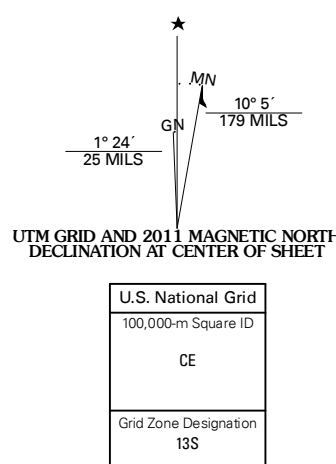 ★
MN
GN
10° 5´
179 MILS
1° 24´
25 MILS
UTM GRID AND 2011 MAGNETIC NORTH
DECLINATION AT CENTER OF SHEET
U.S. National Grid
100,000-m Square ID
CE
Grid Zone Designation
13S